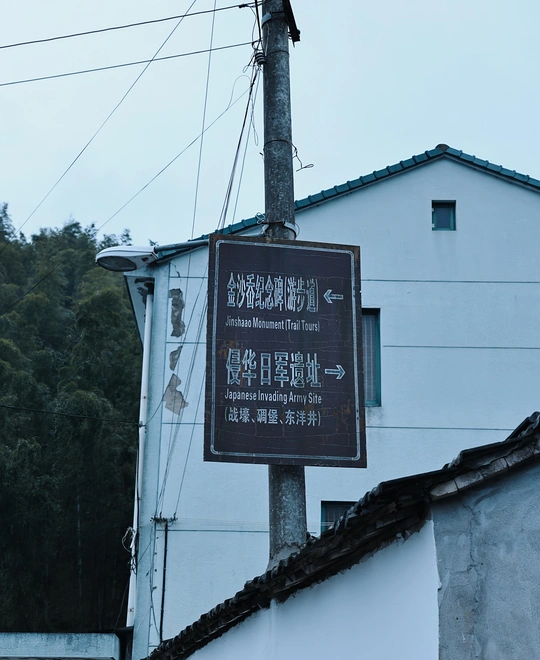 金沙岙纪念碑(游步道) ←
Jinshaao Monument (Trail Tours)
侵华日军遗址 →
Japanese Invading Army Site
(战壕、碉堡、东洋井)